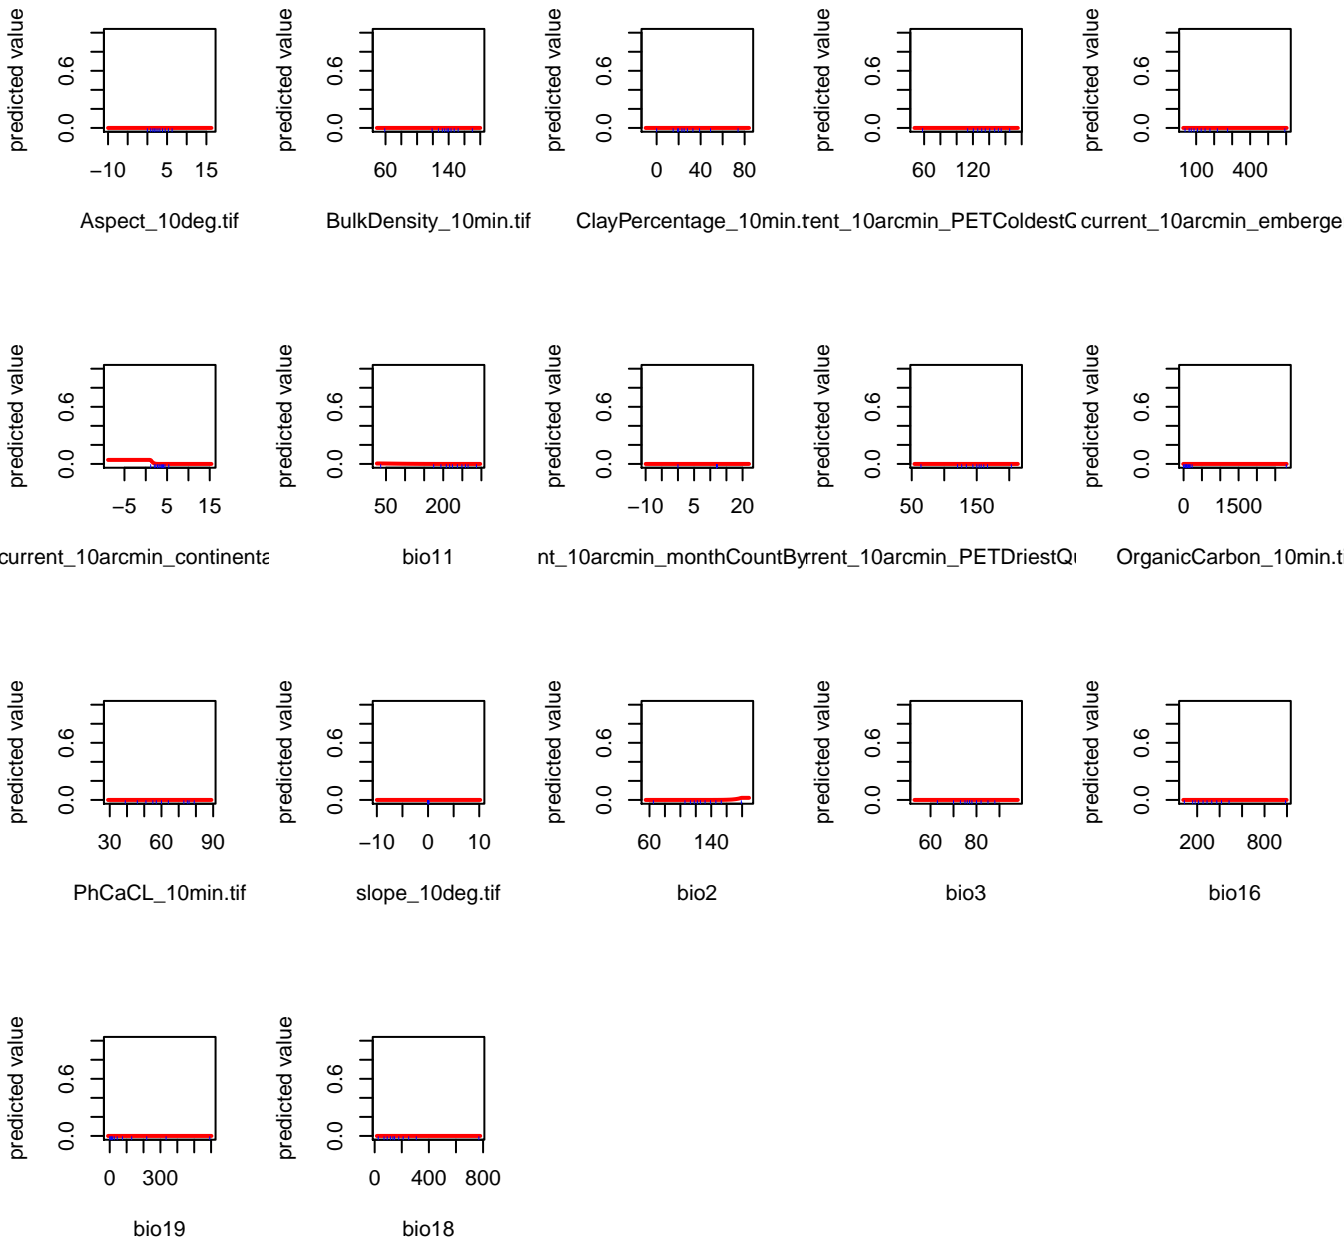 predicted value
0.0 0.6
−10 5 15
Aspect_10deg.tif
predicted value
0.0 0.6
60 140
BulkDensity_10min.tif
predicted value
0.0 0.6
0 40 80
ClayPercentage_10min.t
predicted value
0.0 0.6
60 120
rent_10arcmin_PETColdestQ
predicted value
0.0 0.6
100 400
current_10arcmin_emberge
predicted value
0.0 0.6
−5 5 15
current_10arcmin_continenta
predicted value
0.0 0.6
50 200
bio11
predicted value
0.0 0.6
−10 5 20
nt_10arcmin_monthCountBy
predicted value
0.0 0.6
50 150
rrent_10arcmin_PETDriestQu
predicted value
0.0 0.6
0 1500
OrganicCarbon_10min.t
predicted value
0.0 0.6
30 60 90
PhCaCL_10min.tif
predicted value
0.0 0.6
−10 0 10
slope_10deg.tif
predicted value
0.0 0.6
60 140
bio2
predicted value
0.0 0.6
60 80
bio3
predicted value
0.0 0.6
200 800
bio16
predicted value
0.0 0.6
0 300
bio19
predicted value
0.0 0.6
0 400 800
bio18